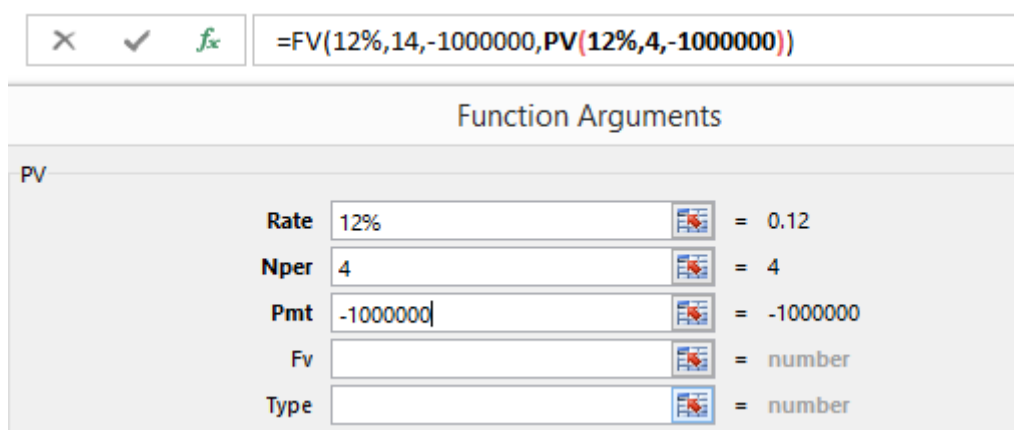 fx =FV(12%,14,-1000000,PV(12%,4,-1000000))
Function Arguments
PV
Rate 12% = 0.12
Nper 4 = 4
Pmt -1000000 = -1000000
Fv = number
Type = number